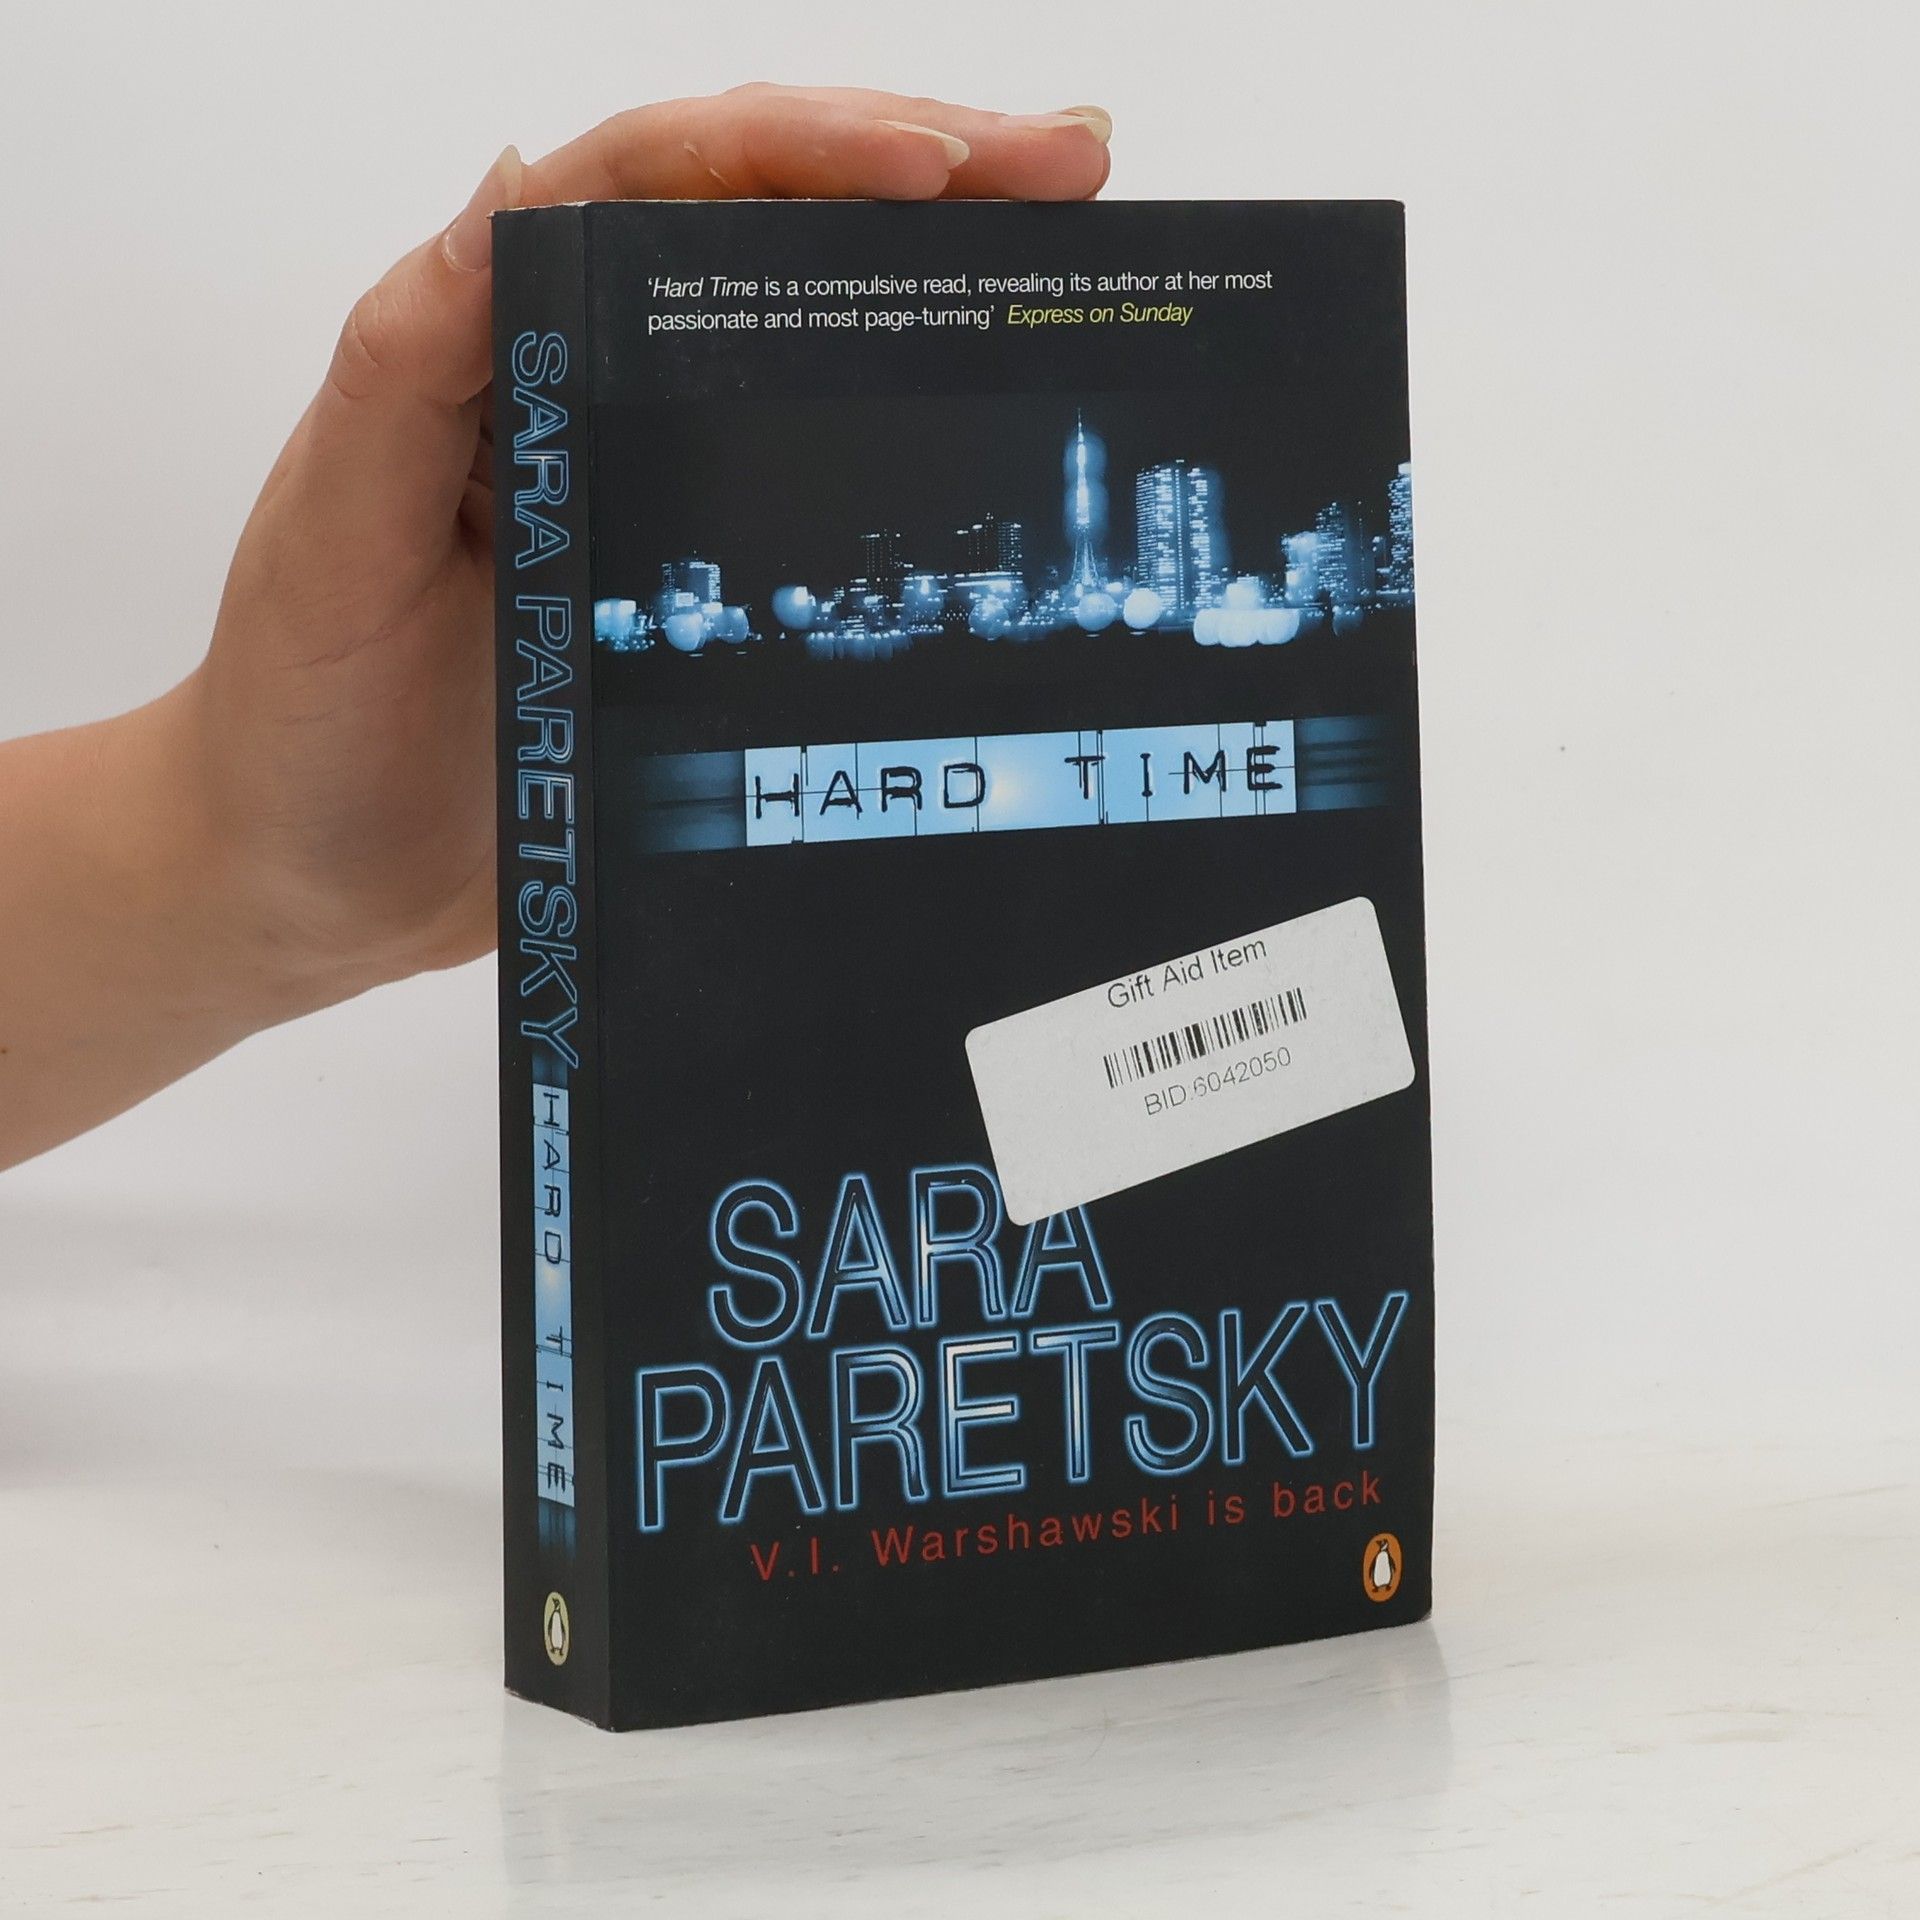 'Hard Time is a compulsive read, revealing its author at her most
passionate and most page-turning' Express on Sunday
HARD TIME
Gift Aid Item
BID:6042050
SARA
PARETSKY
V.I. Warshawski is back
SARA PARETSKY HARD TIME